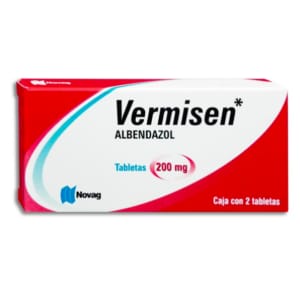 Vermisen*
ALBENDAZOL
Tabletas 200 mg
Novag
Caja con 2 tabletas